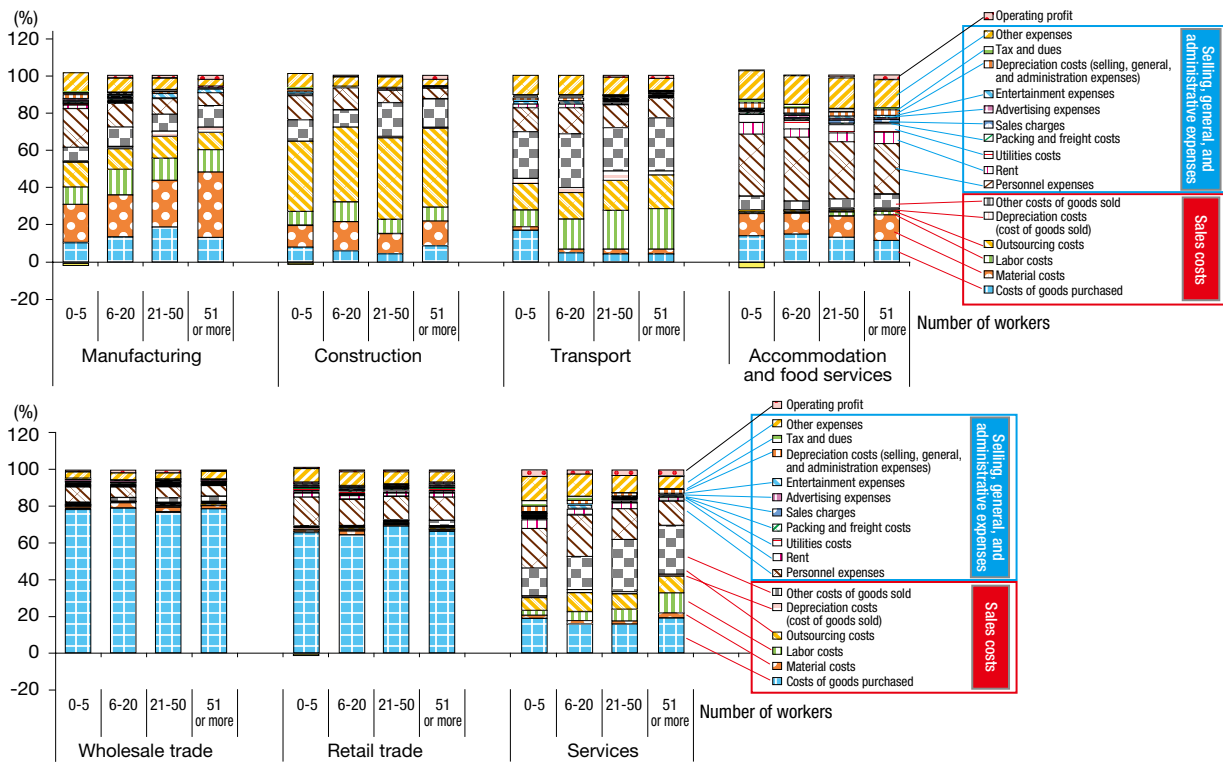 (%)
120
100
80
60
40
20
0
-20
0-5
6-20
21-50
51
or more
0-5
6-20
21-50
51
or more
0-5
6-20
21-50
51
or more
0-5
6-20
21-50
51
or more
Number of workers
Manufacturing
Construction
Transport
Accommodation
and food services
Operating profit
Other expenses
Tax and dues
Depreciation costs (selling, general,
and administration expenses)
Entertainment expenses
Advertising expenses
Sales charges
Packing and freight costs
Utilities costs
Rent
Personnel expenses
Selling, general, and
administrative expenses
Other costs of goods sold
Depreciation costs
(cost of goods sold)
Outsourcing costs
Labor costs
Material costs
Costs of goods purchased
Sales costs
(%)
120
100
80
60
40
20
0
-20
0-5
6-20
21-50
51
or more
0-5
6-20
21-50
51
or more
0-5
6-20
21-50
51
or more
Number of workers
Wholesale trade
Retail trade
Services
Operating profit
Other expenses
Tax and dues
Depreciation costs (selling, general,
and administration expenses)
Entertainment expenses
Advertising expenses
Sales charges
Packing and freight costs
Utilities costs
Rent
Personnel expenses
Selling, general, and
administrative expenses
Other costs of goods sold
Depreciation costs
(cost of goods sold)
Outsourcing costs
Labor costs
Material costs
Costs of goods purchased
Sales costs